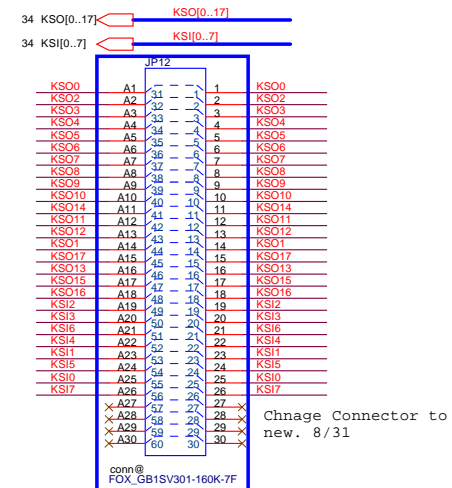 34 KSO[0..17] KSO[0..17]
34 KSI[0..7] KSI[0..7]
JP12
KSO0 A1 31 1 1 KSO0
KSO2 A2 32 2 2 KSO2
KSO3 A3 33 3 3 KSO3
KSO4 A4 34 4 4 KSO4
KSO5 A5 35 5 5 KSO5
KSO6 A6 36 6 6 KSO6
KSO7 A7 37 7 7 KSO7
KSO8 A8 38 8 8 KSO8
KSO9 A9 39 9 9 KSO9
KSO10 A10 40 10 10 KSO10
KSO14 A11 41 11 11 KSO14
KSO11 A12 42 12 12 KSO11
KSO12 A13 43 13 13 KSO12
KSO1 A14 44 14 14 KSO1
KSO17 A15 45 15 15 KSO17
KSO13 A16 46 16 16 KSO13
KSO15 A17 47 17 17 KSO15
KSO16 A18 48 18 18 KSO16
KSI2 A19 49 19 19 KSI2
KSI3 A20 50 20 20 KSI3
KSI6 A21 51 21 21 KSI6
KSI4 A22 52 22 22 KSI4
KSI1 A23 53 23 23 KSI1
KSI5 A24 54 24 24 KSI5
KSI0 A25 55 25 25 KSI0
KSI7 A26 56 26 26 KSI7
A27 57 27 27
A28 58 28 28
A29 59 29 29
A30 60 30 30
Chnage Connector to
new. 8/31
conn@
FOX_GB1SV301-160K-7F